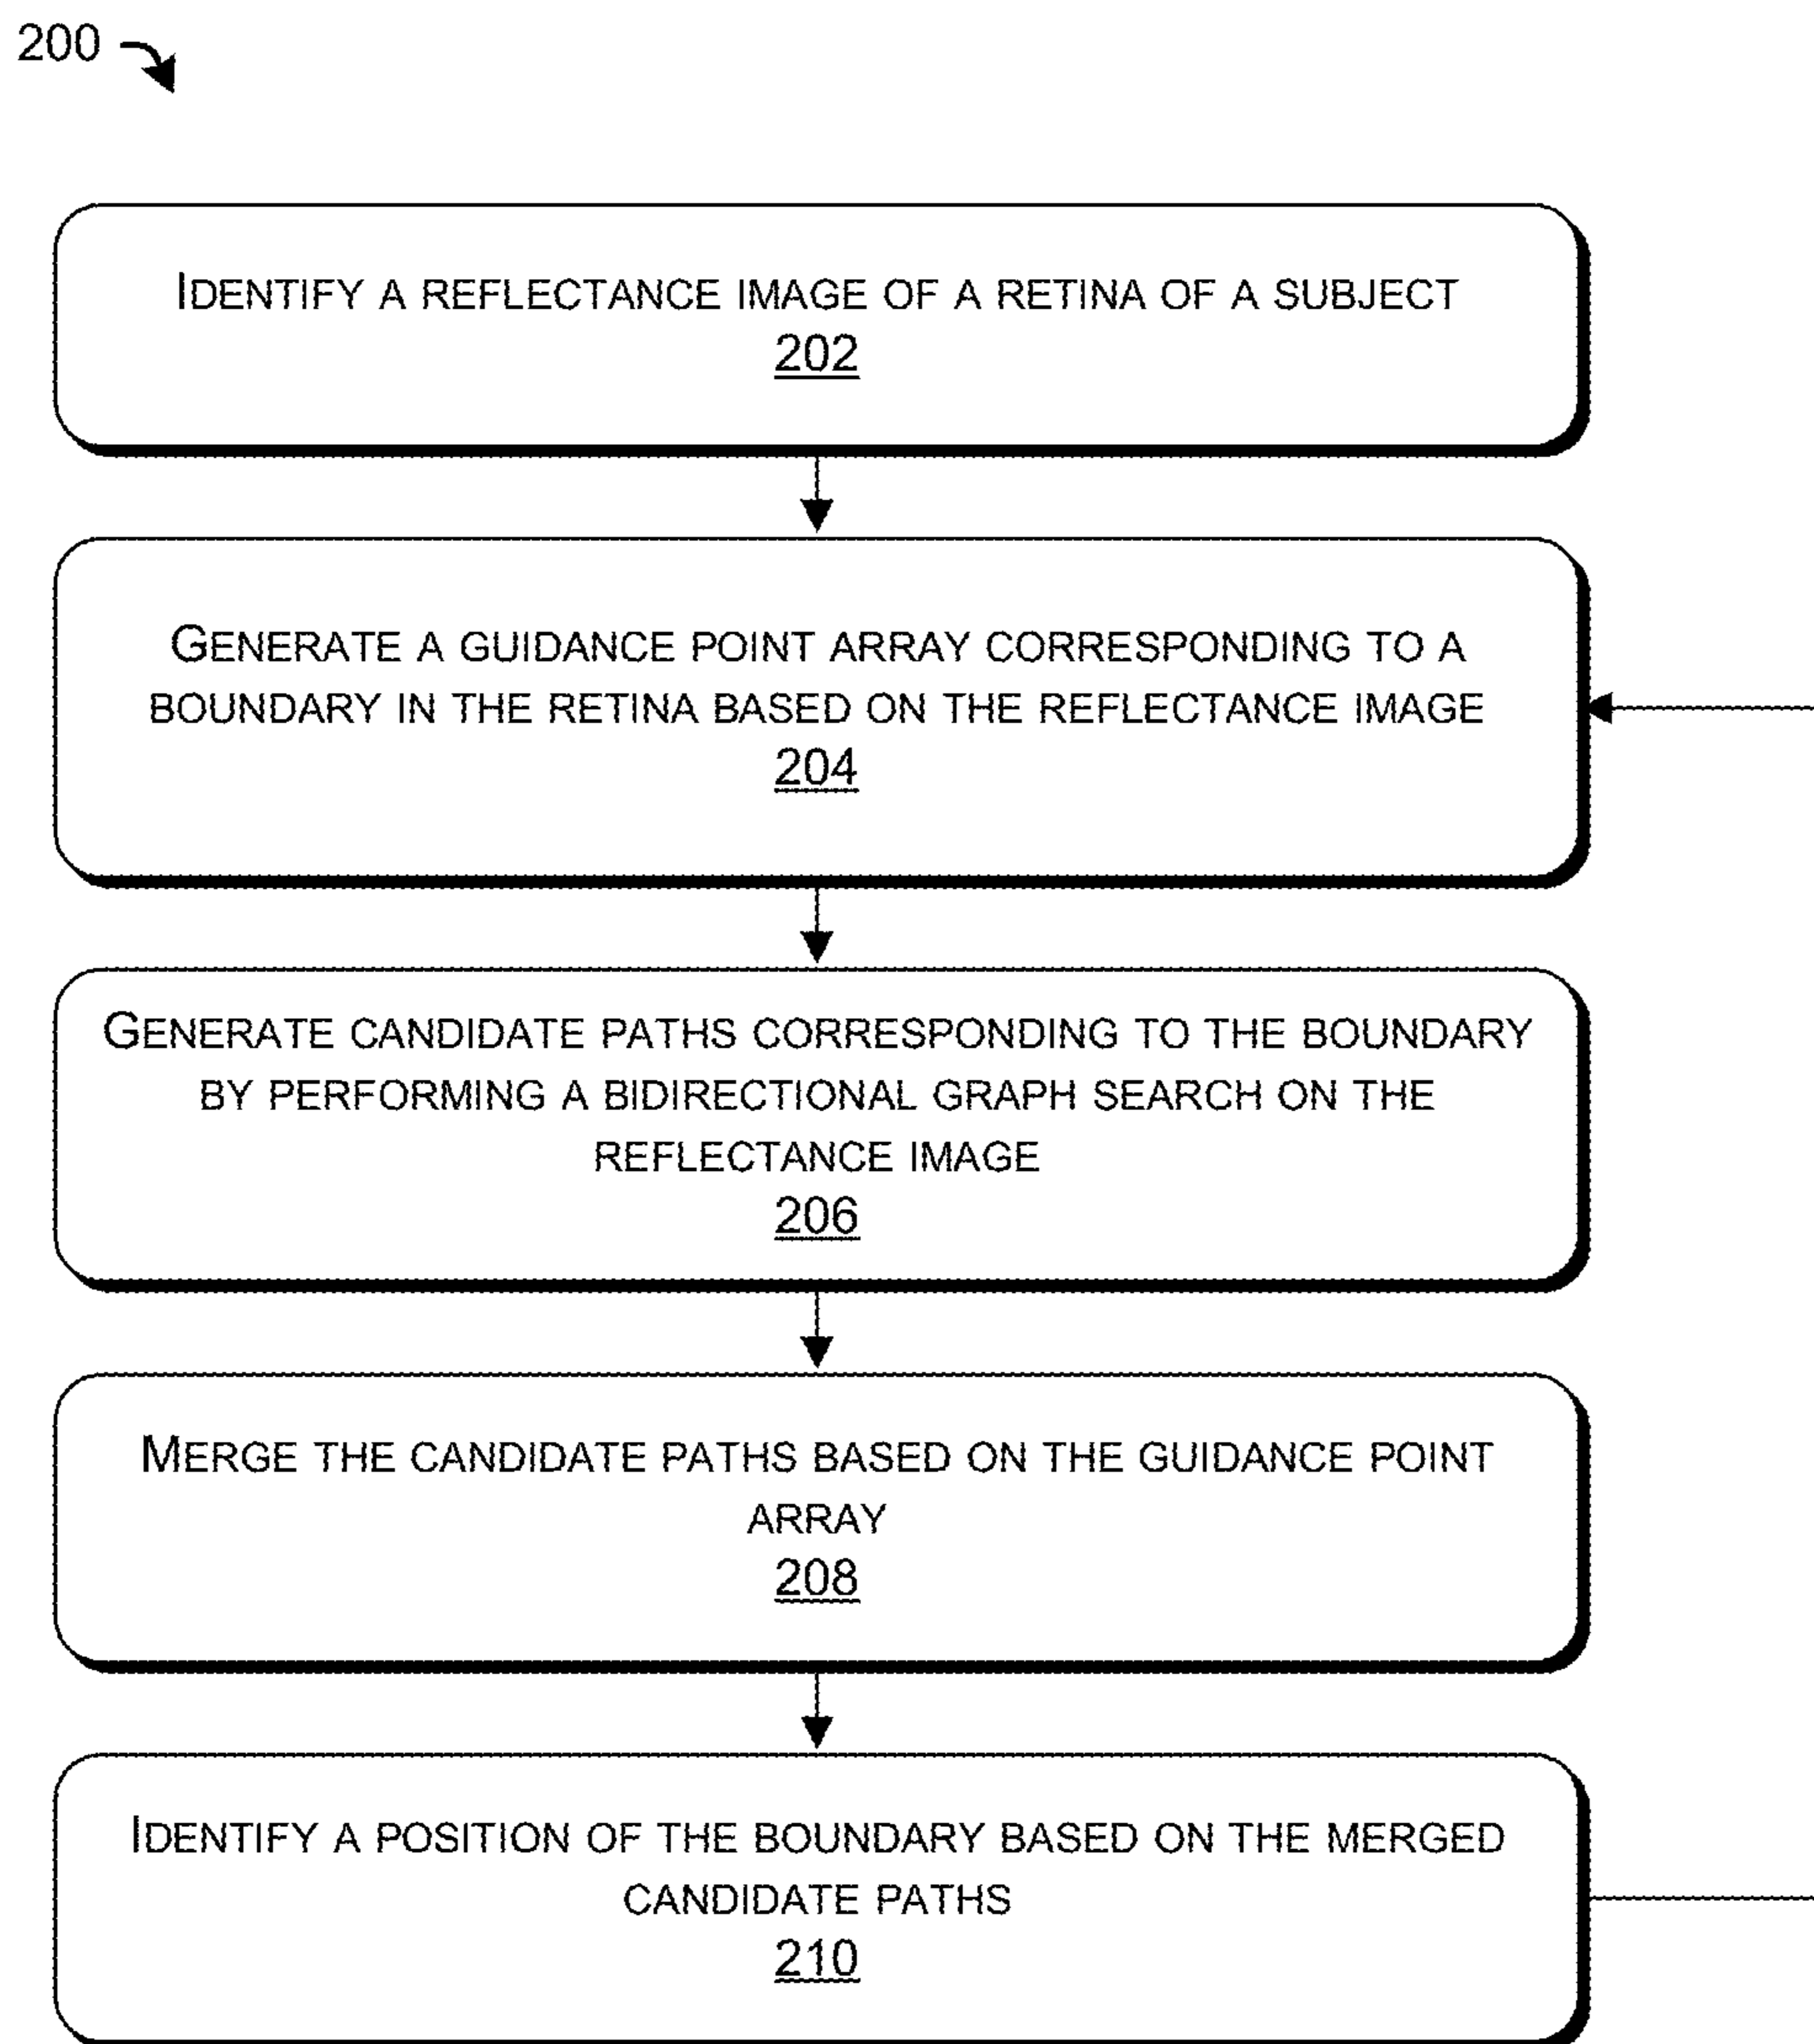 200
IDENTIFY A REFLECTANCE IMAGE OF A RETINA OF A SUBJECT
202
GENERATE A GUIDANCE POINT ARRAY CORRESPONDING TO A
BOUNDARY IN THE RETINA BASED ON THE REFLECTANCE IMAGE
204
GENERATE CANDIDATE PATHS CORRESPONDING TO THE BOUNDARY
BY PERFORMING A BIDIRECTIONAL GRAPH SEARCH ON THE
REFLECTANCE IMAGE
206
MERGE THE CANDIDATE PATHS BASED ON THE GUIDANCE POINT
ARRAY
208
IDENTIFY A POSITION OF THE BOUNDARY BASED ON THE MERGED
CANDIDATE PATHS
210